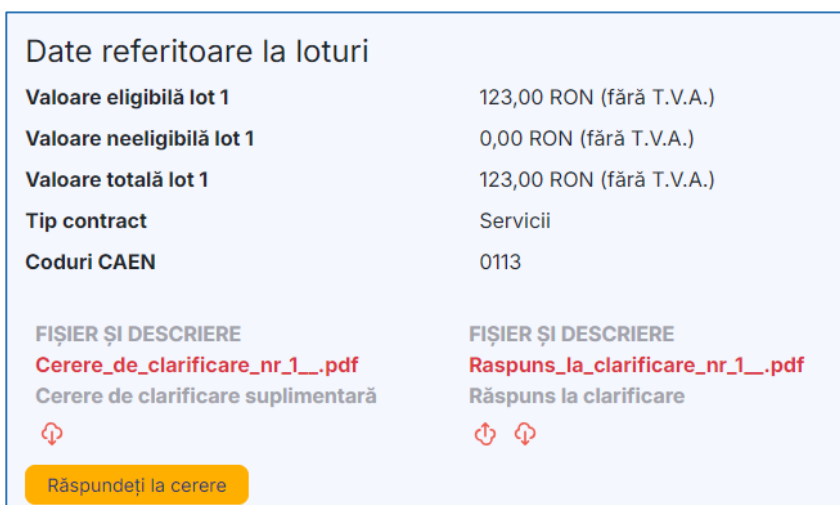 Date referitoare la loturi
Valoare eligibilă lot 1 123,00 RON (fără T.V.A.)
Valoare neeligibilă lot 1 0,00 RON (fără T.V.A.)
Valoare totală lot 1 123,00 RON (fără T.V.A.)
Tip contract Servicii
Coduri CAEN 0113
FIȘIER ȘI DESCRIERE FIȘIER ȘI DESCRIERE
Cerere_de_clarificare_nr_1__.pdf Raspuns_la_clarificare_nr_1__.pdf
Cerere de clarificare suplimentară Răspuns la clarificare
Răspundeți la cerere